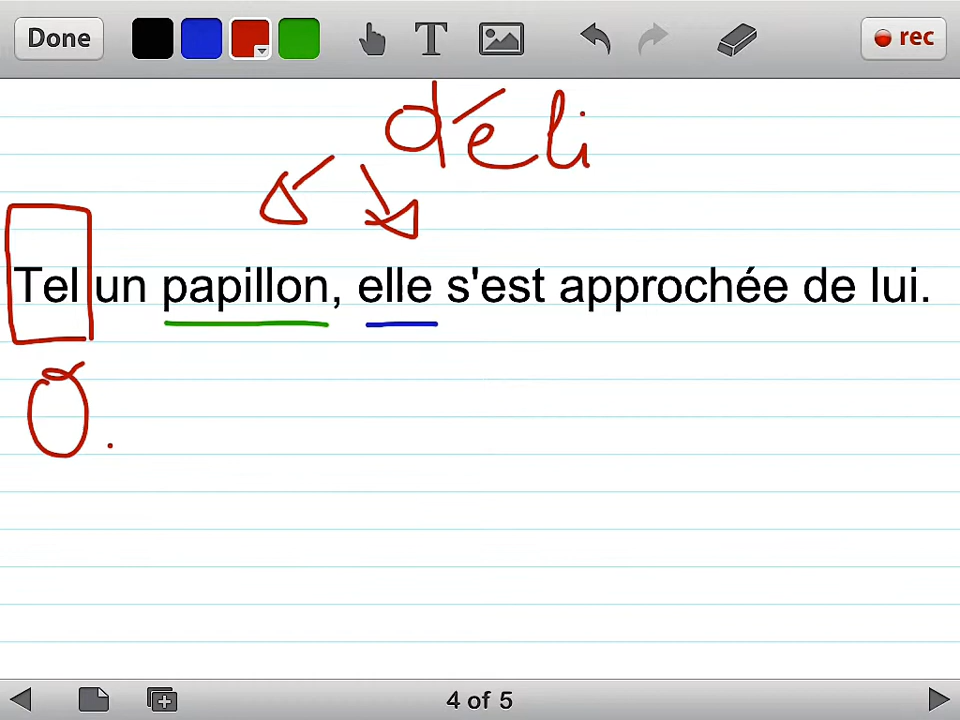 Done
T
rec
déli
Tel un papillon, elle s'est approchée de lui.
O.
4 of 5